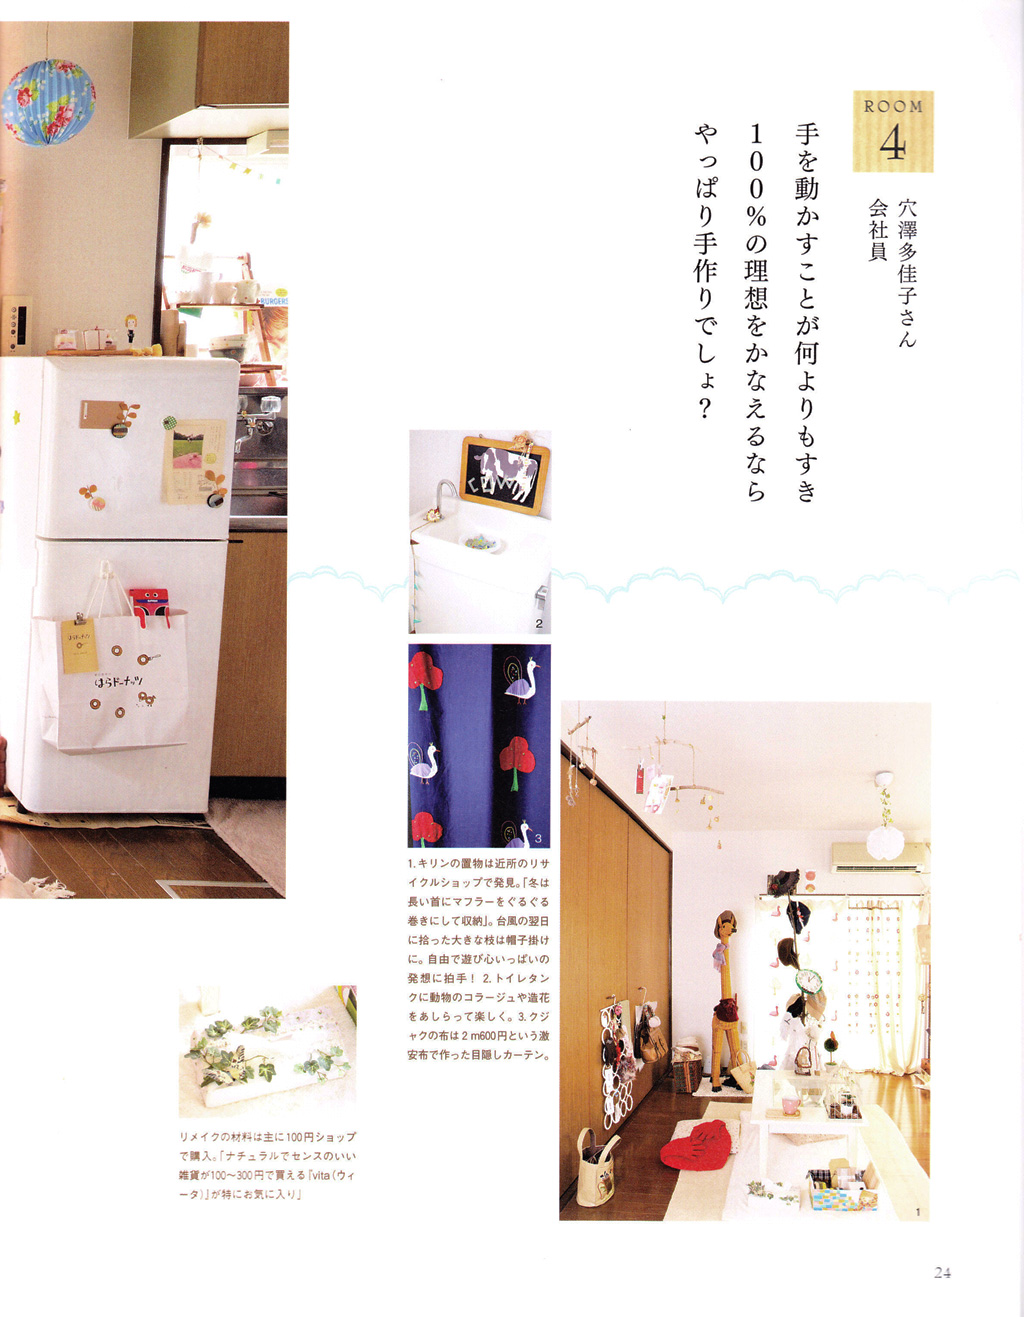 ROOM
4
穴澤多佳子さん
会社員
手を動かすことが何よりもすき
100%の理想をかなえるなら
やっぱり手作りでしょ？
BURGERS
はらドーナッツ
はらドーナッツ
COW
2
3
1
1.キリンの置物は近所のリサ
イクルショップで発見。「冬は
長い首にマフラーをぐるぐる
巻きにして収納」。台風の翌日
に拾った大きな枝は帽子掛け
に。自由で遊び心いっぱいの
発想に拍手！ 2.トイレタン
クに動物のコラージュや造花
をあしらって楽しく。3.クジ
ャクの布は2m600円という激
安布で作った目隠しカーテン。
リメイクの材料は主に100円ショップ
で購入。「ナチュラルでセンスのいい
雑貨が100〜300円で買える『vita（ウィ
ータ）』が特にお気に入り」
24